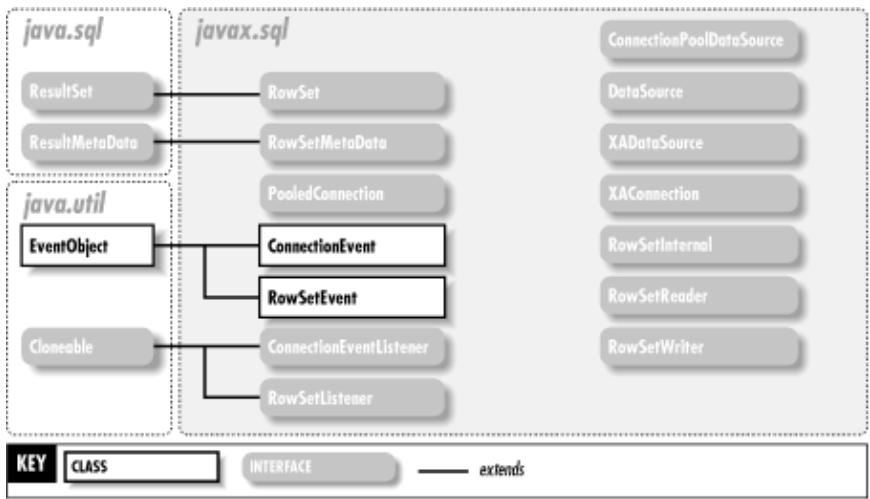 java.sql
javax.sql
ConnectionPoolDataSource
ResultSet
RowSet
DataSource
ResultMetaData
RowSetMetaData
XADataSource
java.util
PooledConnection
XAConnection
EventObject
ConnectionEvent
RowSetInternal
RowSetEvent
RowSetReader
Cloneable
ConnectionEventListener
RowSetWriter
RowSetListener
KEY
CLASS
INTERFACE
extends